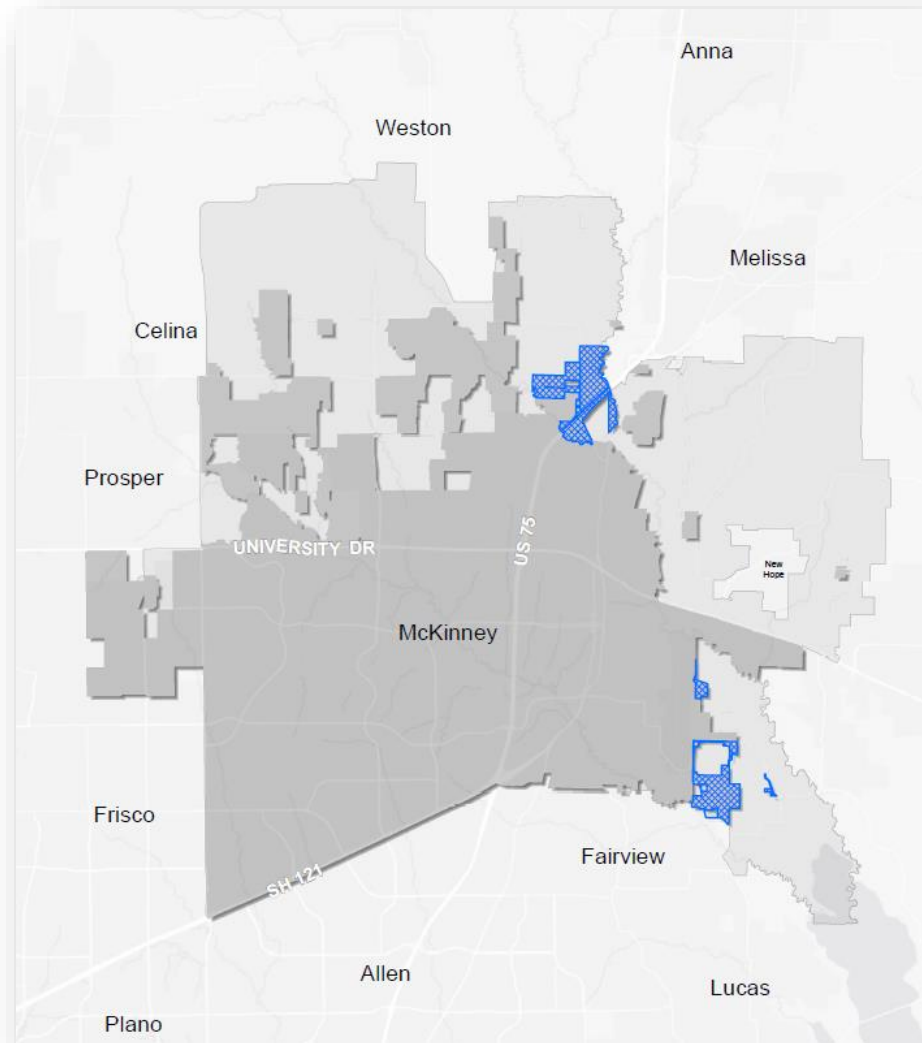 Anna
Weston
Melissa
Celina
Prosper
US 75
UNIVERSITY DR
New
Hope
McKinney
Frisco
Fairview
SH 121
Allen
Lucas
Plano